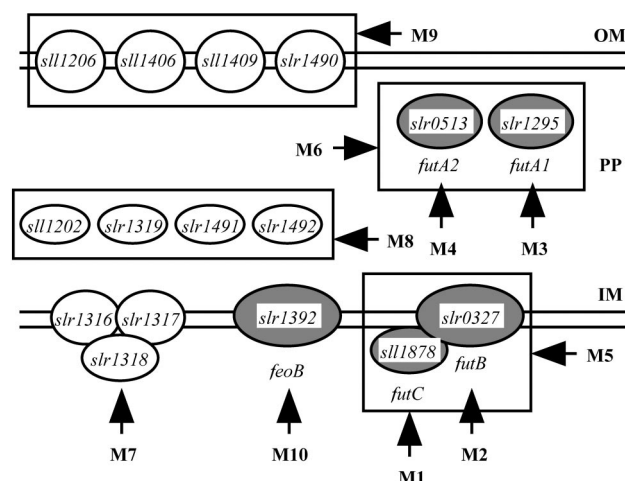 M9
OM
sll1206 sll1406 sll1409 slr1490
slr0513 slr1295
M6
futA2 futA1
PP
sll1202 slr1319 slr1491 slr1492
M8
M4 M3
IM
slr1316 slr1317
slr1392
slr0327
slr1318
sll1878
M5
feoB
futB
futC
M7
M10
M1
M2